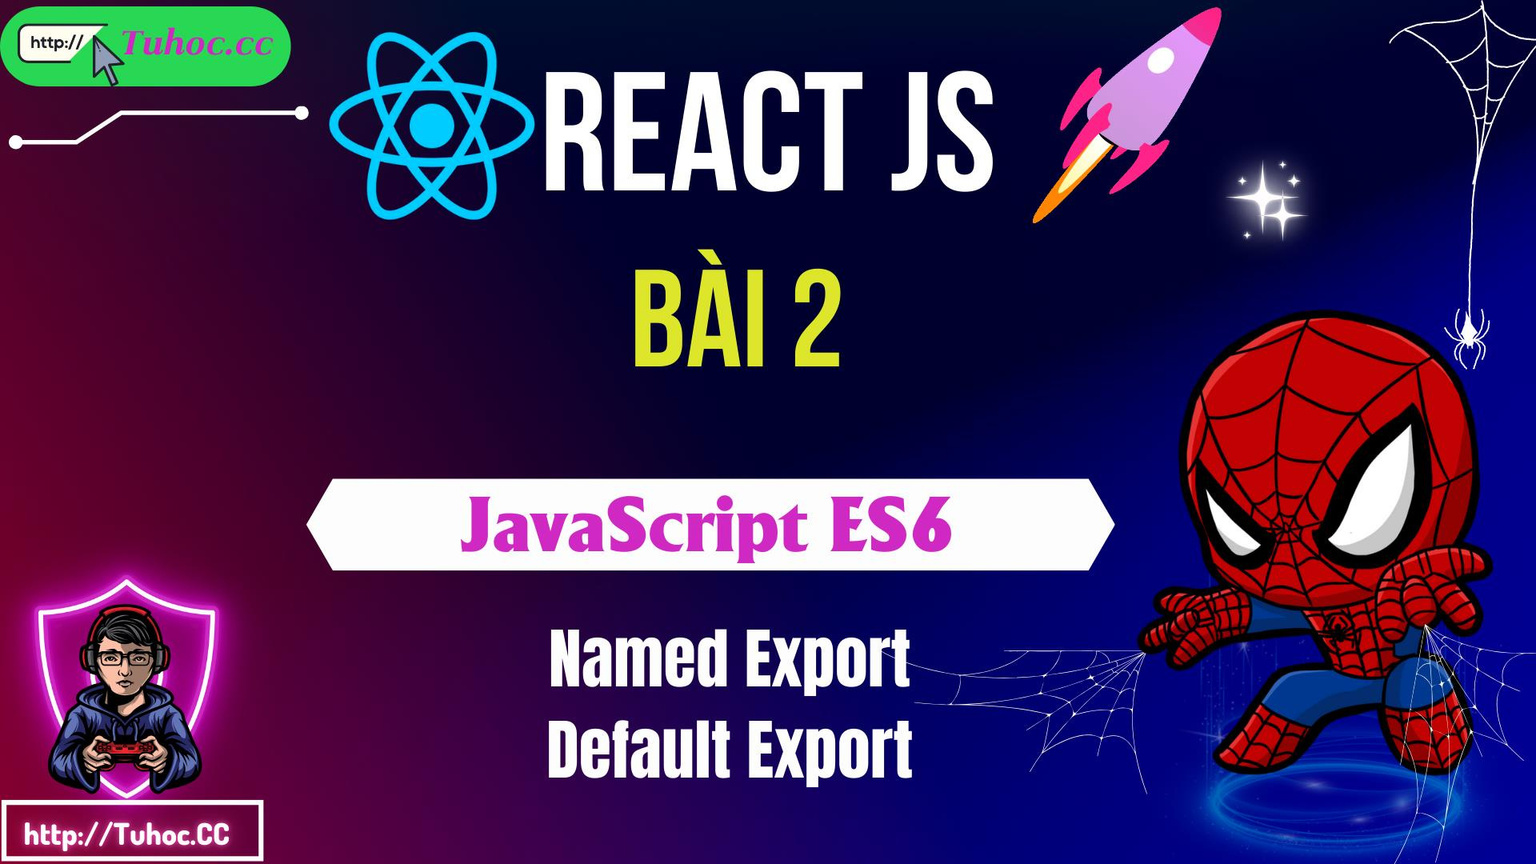 http://
Tuhoc.cc
REACT JS
BÀI 2
JavaScript ES6
Named Export
Default Export
http://Tuhoc.CC